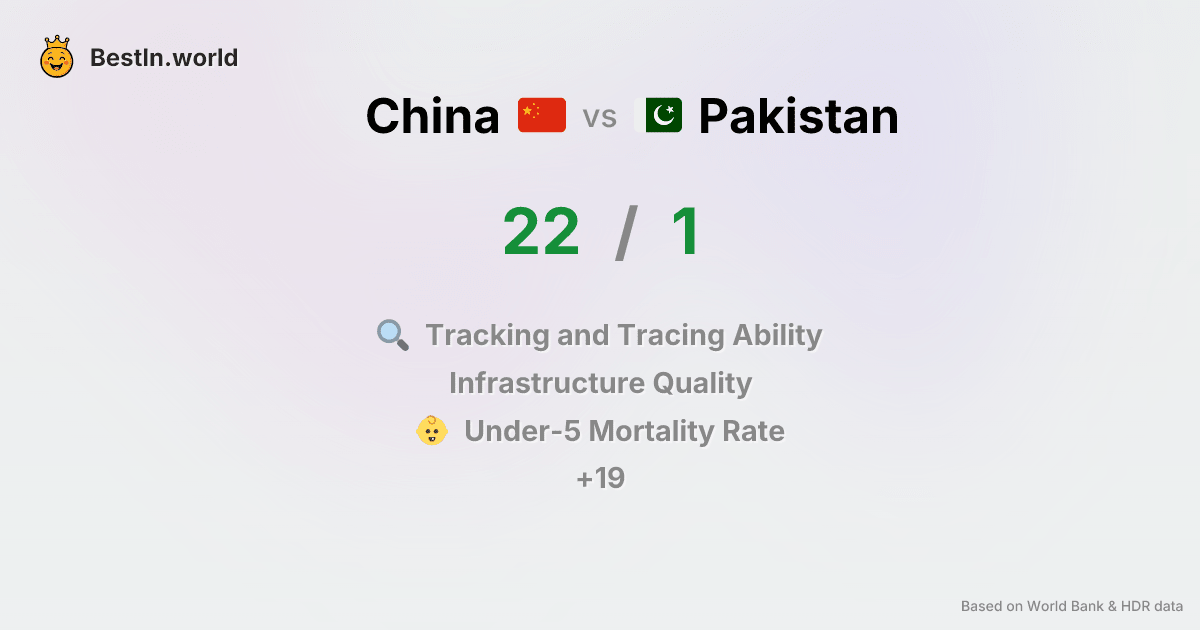 BestIn.world
China vs Pakistan
22 / 1
Tracking and Tracing Ability
Infrastructure Quality
Under-5 Mortality Rate
+19
Based on World Bank & HDR data